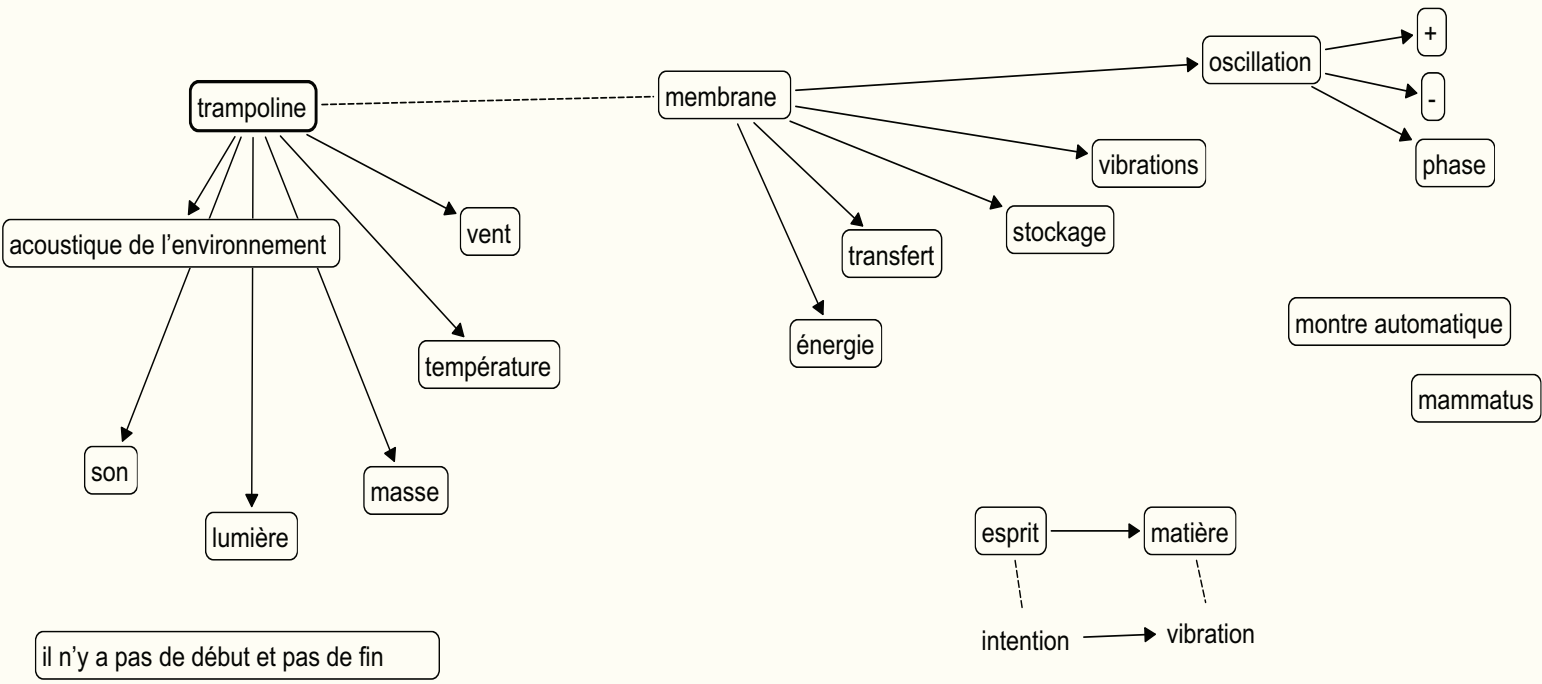 +
oscillation
trampoline
membrane
-
vibrations
phase
vent
stockage
acoustique de l’environnement
transfert
montre automatique
énergie
température
mammatus
son
masse
lumière
esprit
matière
intention
vibration
il n’y a pas de début et pas de fin